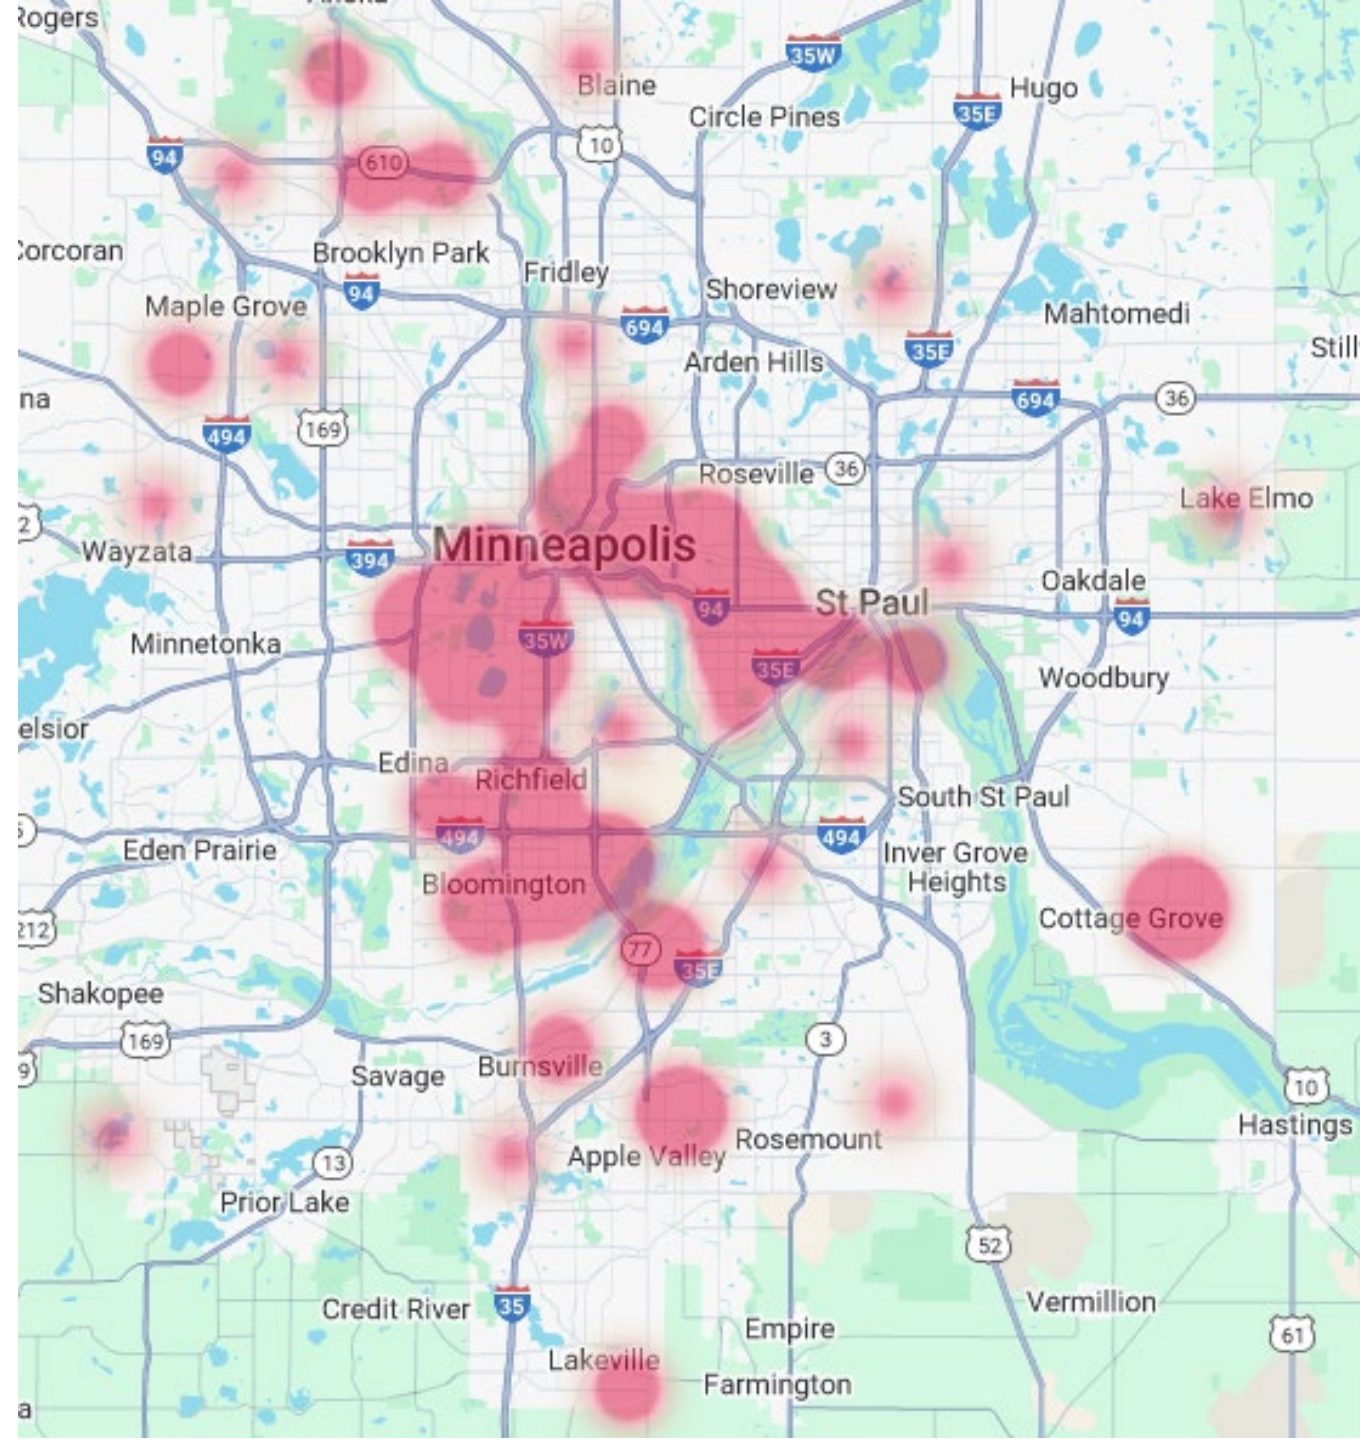 Rogers
35W
Blaine
Hugo
35E
Circle Pines
10
94
610
Corcoran
Brooklyn Park
Fridley
94
Shoreview
Maple Grove
694
Mahtomedi
35E
Still
Arden Hills
na
694
36
494
169
Roseville
36
Lake Elmo
2
Minneapolis
Wayzata
394
Oakdale
94
St Paul
94
35W
Minnetonka
35E
Woodbury
elsior
Edina
Richfield
South St Paul
494
494
Eden Prairie
Inver Grove
Heights
Bloomington
212
Cottage Grove
77
35E
Shakopee
169
3
9
Burnsville
Savage
10
Hastings
Rosemount
Apple Valley
13
Prior Lake
52
Credit River
35
Vermillion
Empire
61
Lakeville
Farmington
a